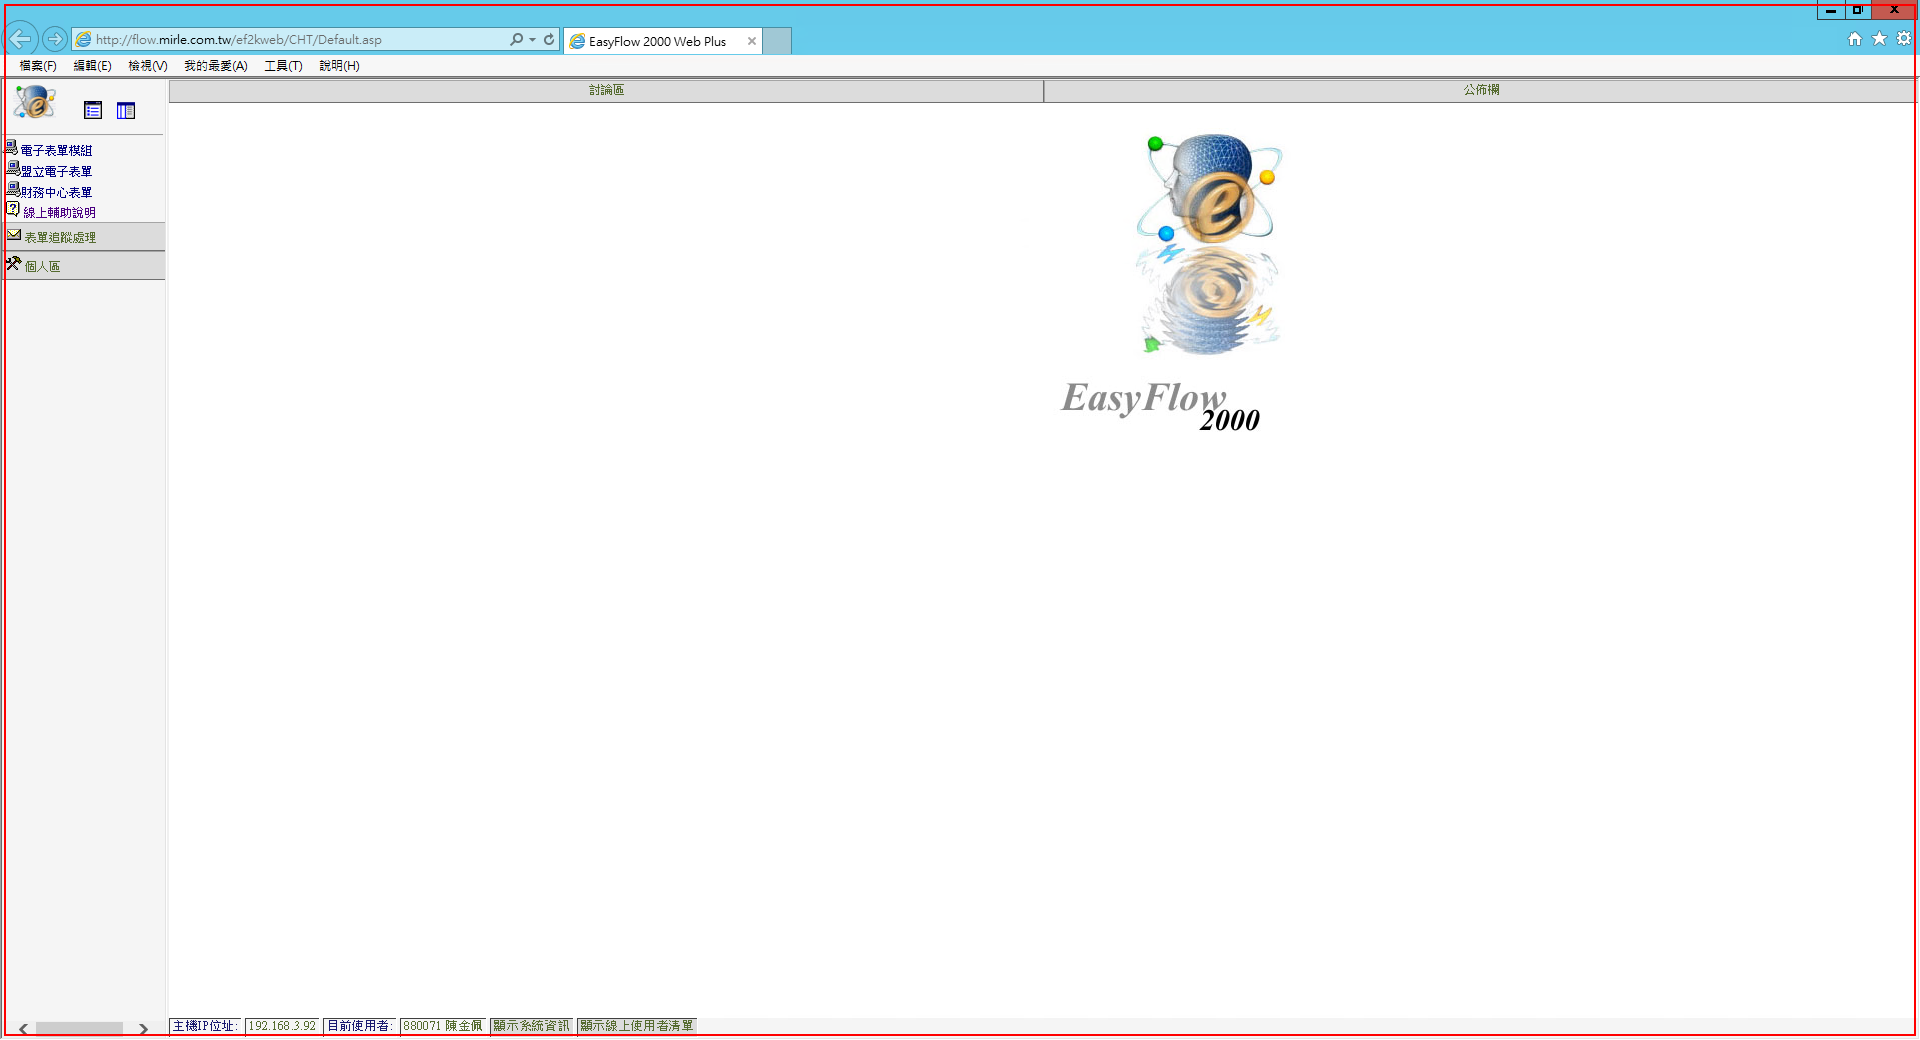 http://flow.mirle.com.tw/ef2kweb/CHT/Default.asp
EasyFlow 2000 Web Plus
檔案(F) 編輯(E) 檢視(V) 我的最愛(A) 工具(T) 說明(H)
討論區 公佈欄
電子表單模組
盟立電子表單
財務中心表單
線上輔助說明
表單追蹤處理
個人區
EasyFlow
2000
主機IP位址: 192.168.3.92 目前使用者: 880071 陳金佩 顯示系統資訊 顯示線上使用者清單